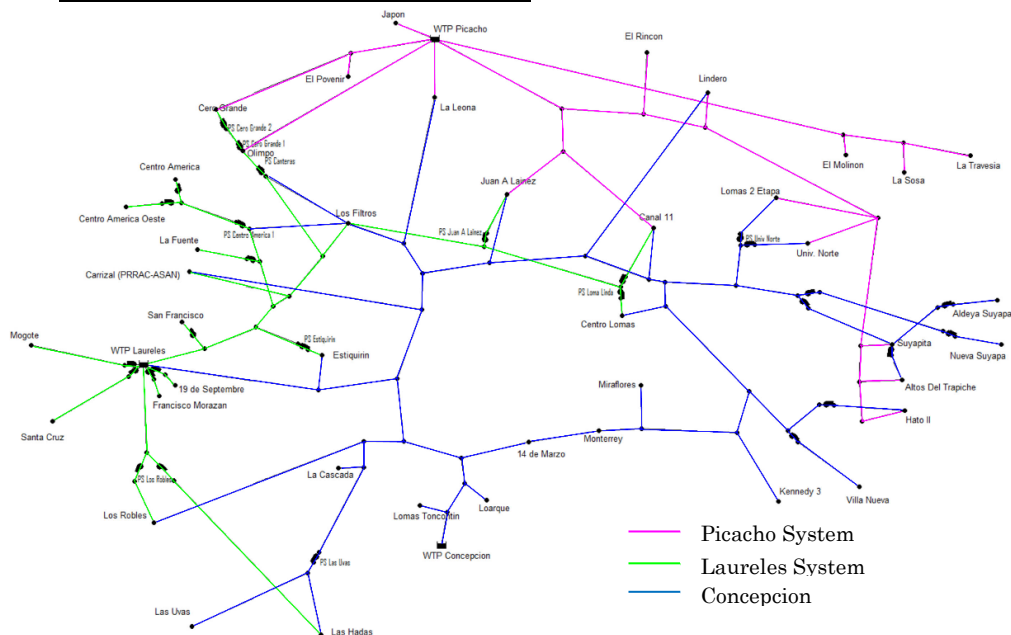 Japon
WTP Picacho
El Rincon
El Povenir
Lindero
La Leona
Cero Grande
PS Cero Grande 2
PS Cero Grande 1
Olimpo
PS Canteras
El Molinon
La Sosa
La Travesia
Centro America
Juan A Lainez
Lomas 2 Etapa
Centro America Oeste
Los Filtros
Canal 11
PS Centro America 1
PS Juan A Lainez
PS Univ Norte
Univ. Norte
La Fuente
Carrizal (PRRAC-ASAN)
PS Loma Linda
Aldeya Suyapa
San Francisco
Centro Lomas
Mogote
PS Estiquirin
Suyapita
Nueva Suyapa
WTP Laureles
Estiquirin
19 de Septembre
Miraflores
Altos Del Trapiche
Francisco Morazan
Hato II
Santa Cruz
Monterrey
14 de Marzo
La Cascada
PS Los Robles
Kennedy 3
Villa Nueva
Loarque
Lomas Toncontin
Los Robles
WTP Concepcion
PS Las Uvas
Las Uvas
Las Hadas
Picacho System
Laureles System
Concepcion